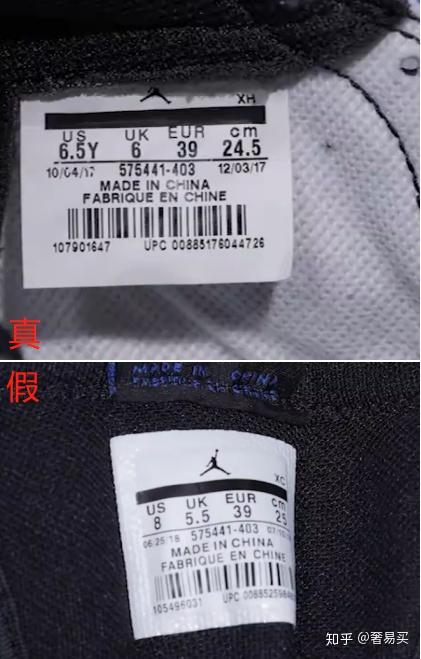 XH
US UK EUR cm
6.5Y 6 39 24.5
10/04/17 575441-403 12/03/17
MADE IN CHINA
FABRIQUE EN CHINE
107901647 UPC 00885176044726
真
假
MADE IN CHINA
XC
US UK EUR cm
8 5.5 39 25
06/25/18 575441-403
MADE IN CHINA
FABRIQUE EN CHINE
105496031 UPC
知乎 @奢易买